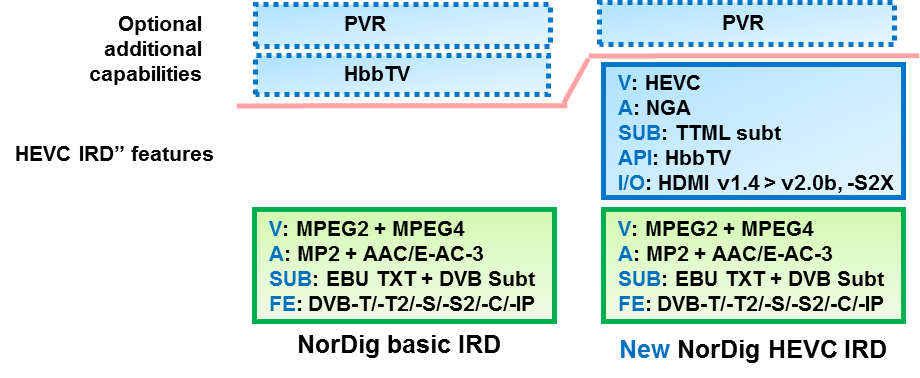 Optional
additional
capabilities
PVR
HbbTV
PVR
HEVC IRD” features
V: HEVC
A: NGA
SUB: TTML subt
API: HbbTV
I/O: HDMI v1.4 > v2.0b, -S2X
V: MPEG2 + MPEG4
A: MP2 + AAC/E-AC-3
SUB: EBU TXT + DVB Subt
FE: DVB-T/-T2/-S/-S2/-C/-IP
NorDig basic IRD
V: MPEG2 + MPEG4
A: MP2 + AAC/E-AC-3
SUB: EBU TXT + DVB Subt
FE: DVB-T/-T2/-S/-S2/-C/-IP
New NorDig HEVC IRD